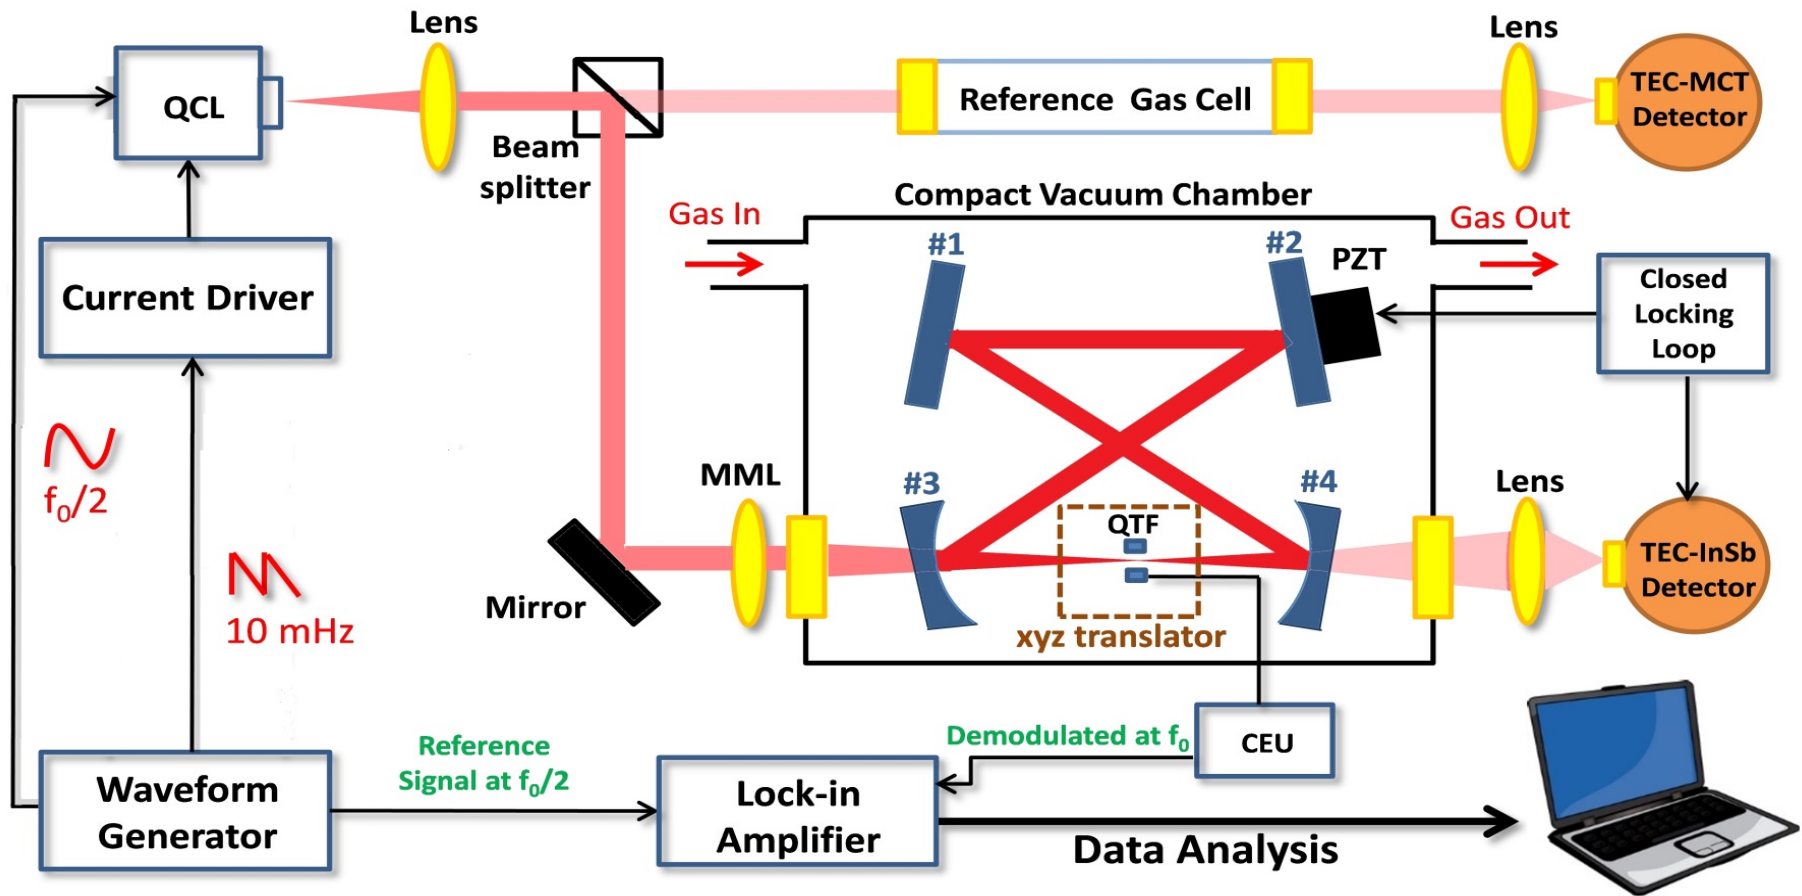 Lens
Lens
QCL
Reference Gas Cell
TEC-MCT
Detector
Beam
splitter
Compact Vacuum Chamber
Gas In
Gas Out
#1
#2
PZT
Closed
Locking
Loop
Current Driver
f₀/2
10 mHz
MML
#3
#4
Lens
QTF
TEC-InSb
Detector
Mirror
xyz translator
Waveform
Generator
Reference
Signal at f₀/2
Lock-in
Amplifier
Demodulated at f₀
CEU
Data Analysis